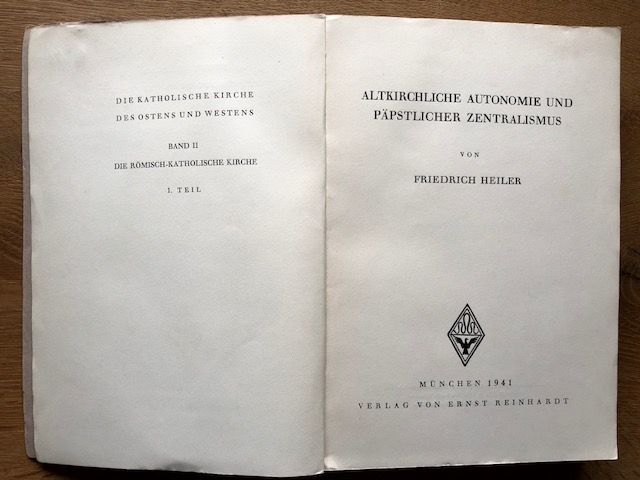 DIE KATHOLISCHE KIRCHE
DES OSTENS UND WESTENS
BAND II
DIE RÖMISCH-KATHOLISCHE KIRCHE
1. TEIL
ALTKIRCHLICHE AUTONOMIE UND
PÄPSTLICHER ZENTRALISMUS
VON
FRIEDRICH HEILER
MÜNCHEN 1941
VERLAG VON ERNST REINHARDT